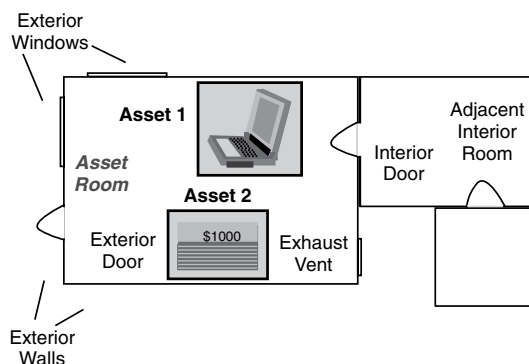 Exterior
Windows
Asset 1
Adjacent
Interior
Room
Interior
Door
Asset
Room
Asset 2
$1000
Exterior
Door
Exhaust
Vent
Exterior
Walls